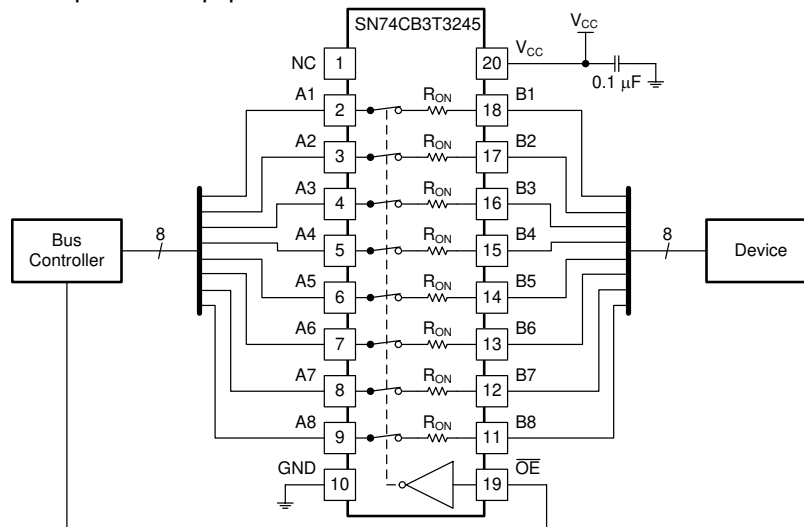 SN74CB3T3245
NC 1 20 VCC VCC
0.1 μF
A1 2 RON 18 B1
A2 3 RON 17 B2
A3 4 RON 16 B3
A4 5 RON 15 B4
8 8
Bus
Controller
Device
A5 6 RON 14 B5
A6 7 RON 13 B6
A7 8 RON 12 B7
A8 9 RON 11 B8
GND 10 19 O̅E̅